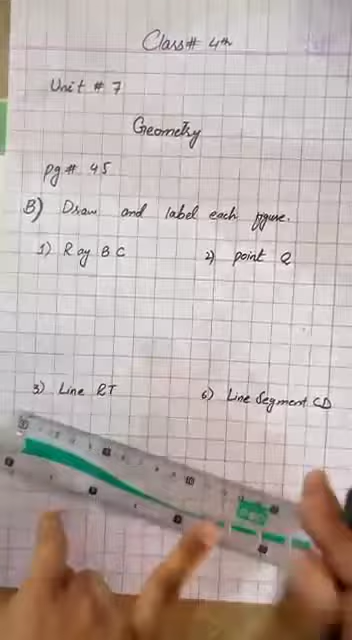 Class# 4th
Unit # 7
Geometry
pg# 45
B) Draw and label each figure.
1) Ray BC 2) point Q
3) Line RT 6) Line Segment CD